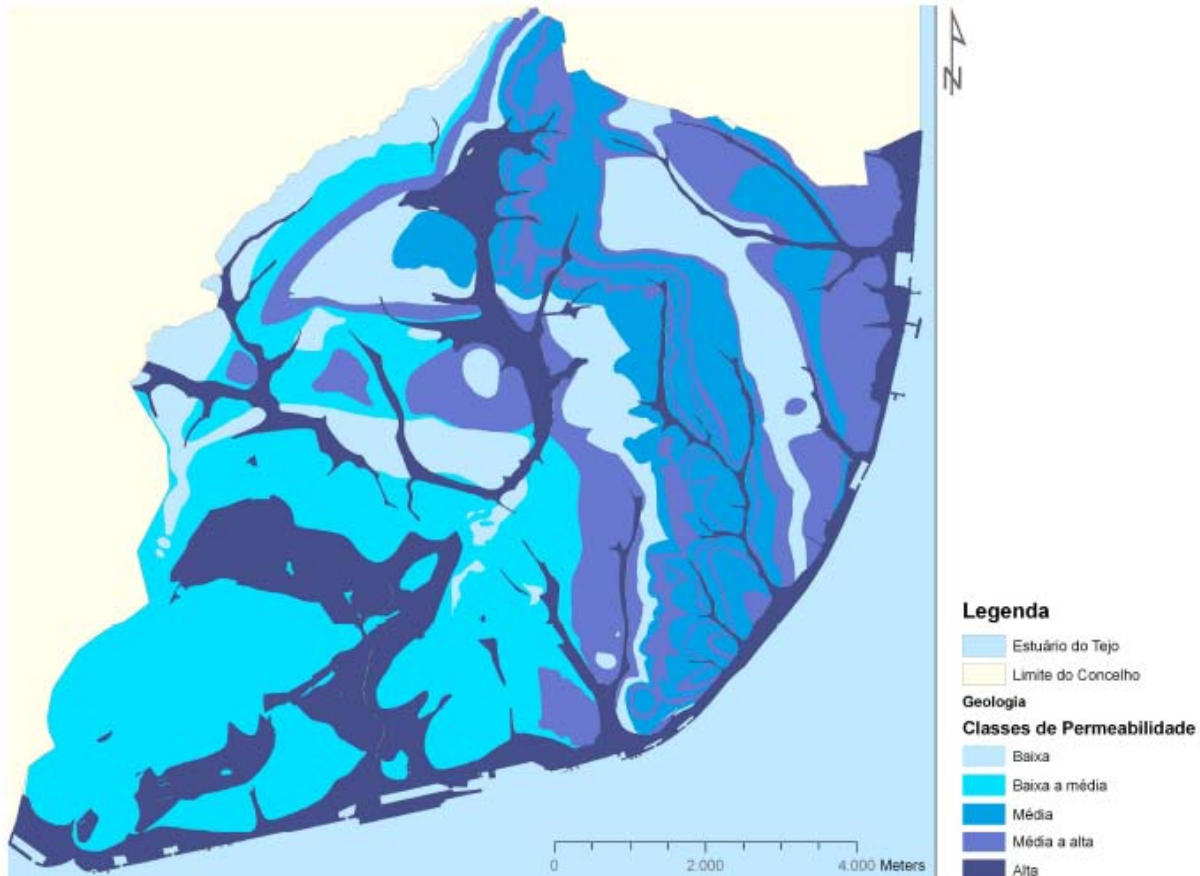 N
Legenda
Estuário do Tejo
Limite do Concelho
Geologia
Classes de Permeabilidade
Baixa
Baixa a média
Média
Média a alta
Alta
0 2.000 4.000 Meters